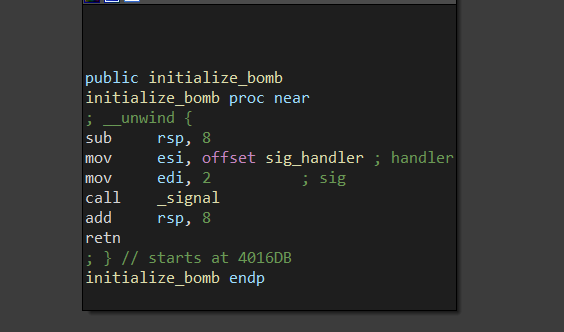 public initialize_bomb
initialize_bomb proc near
; __unwind {
sub     rsp, 8
mov     esi, offset sig_handler ; handler
mov     edi, 2          ; sig
call    _signal
add     rsp, 8
retn
; } // starts at 4016DB
initialize_bomb endp